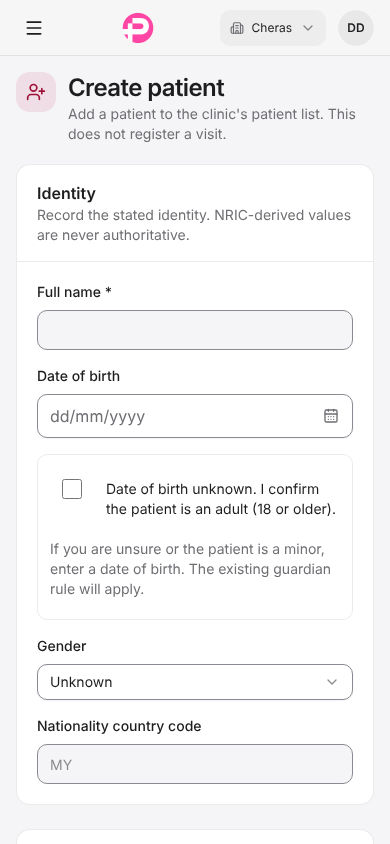 Cheras
DD
Create patient
Add a patient to the clinic's patient list. This
does not register a visit.
Identity
Record the stated identity. NRIC-derived values
are never authoritative.
Full name *
Date of birth
dd/mm/yyyy
Date of birth unknown. I confirm
the patient is an adult (18 or older).
If you are unsure or the patient is a minor,
enter a date of birth. The existing guardian
rule will apply.
Gender
Unknown
Nationality country code
MY